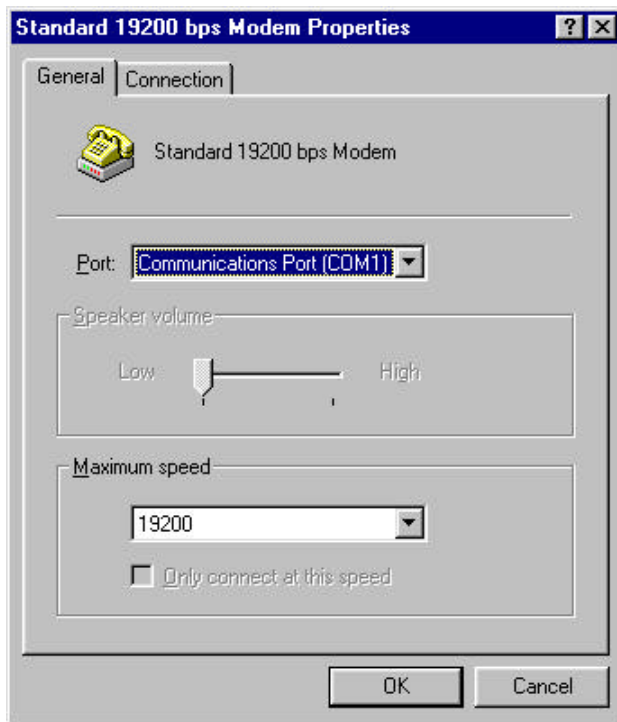 Standard 19200 bps Modem Properties
General Connection
Standard 19200 bps Modem
Port: Communications Port (COM1)
Speaker volume
Low High
Maximum speed
19200
Only connect at this speed
OK Cancel